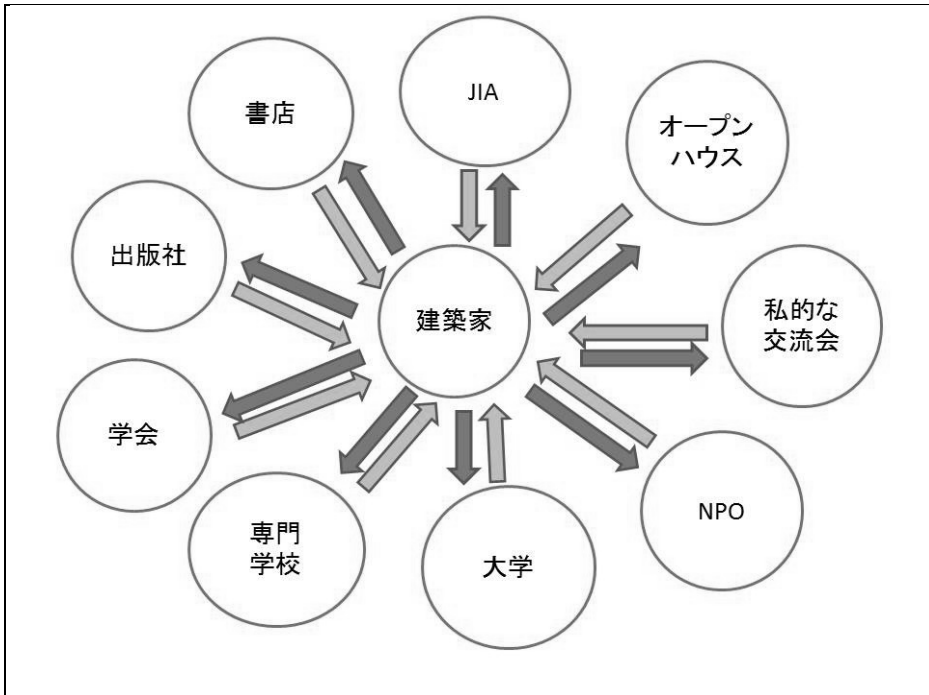 JIA
書店
オープン
ハウス
出版社
建築家
私的な
交流会
学会
NPO
専門
学校
大学